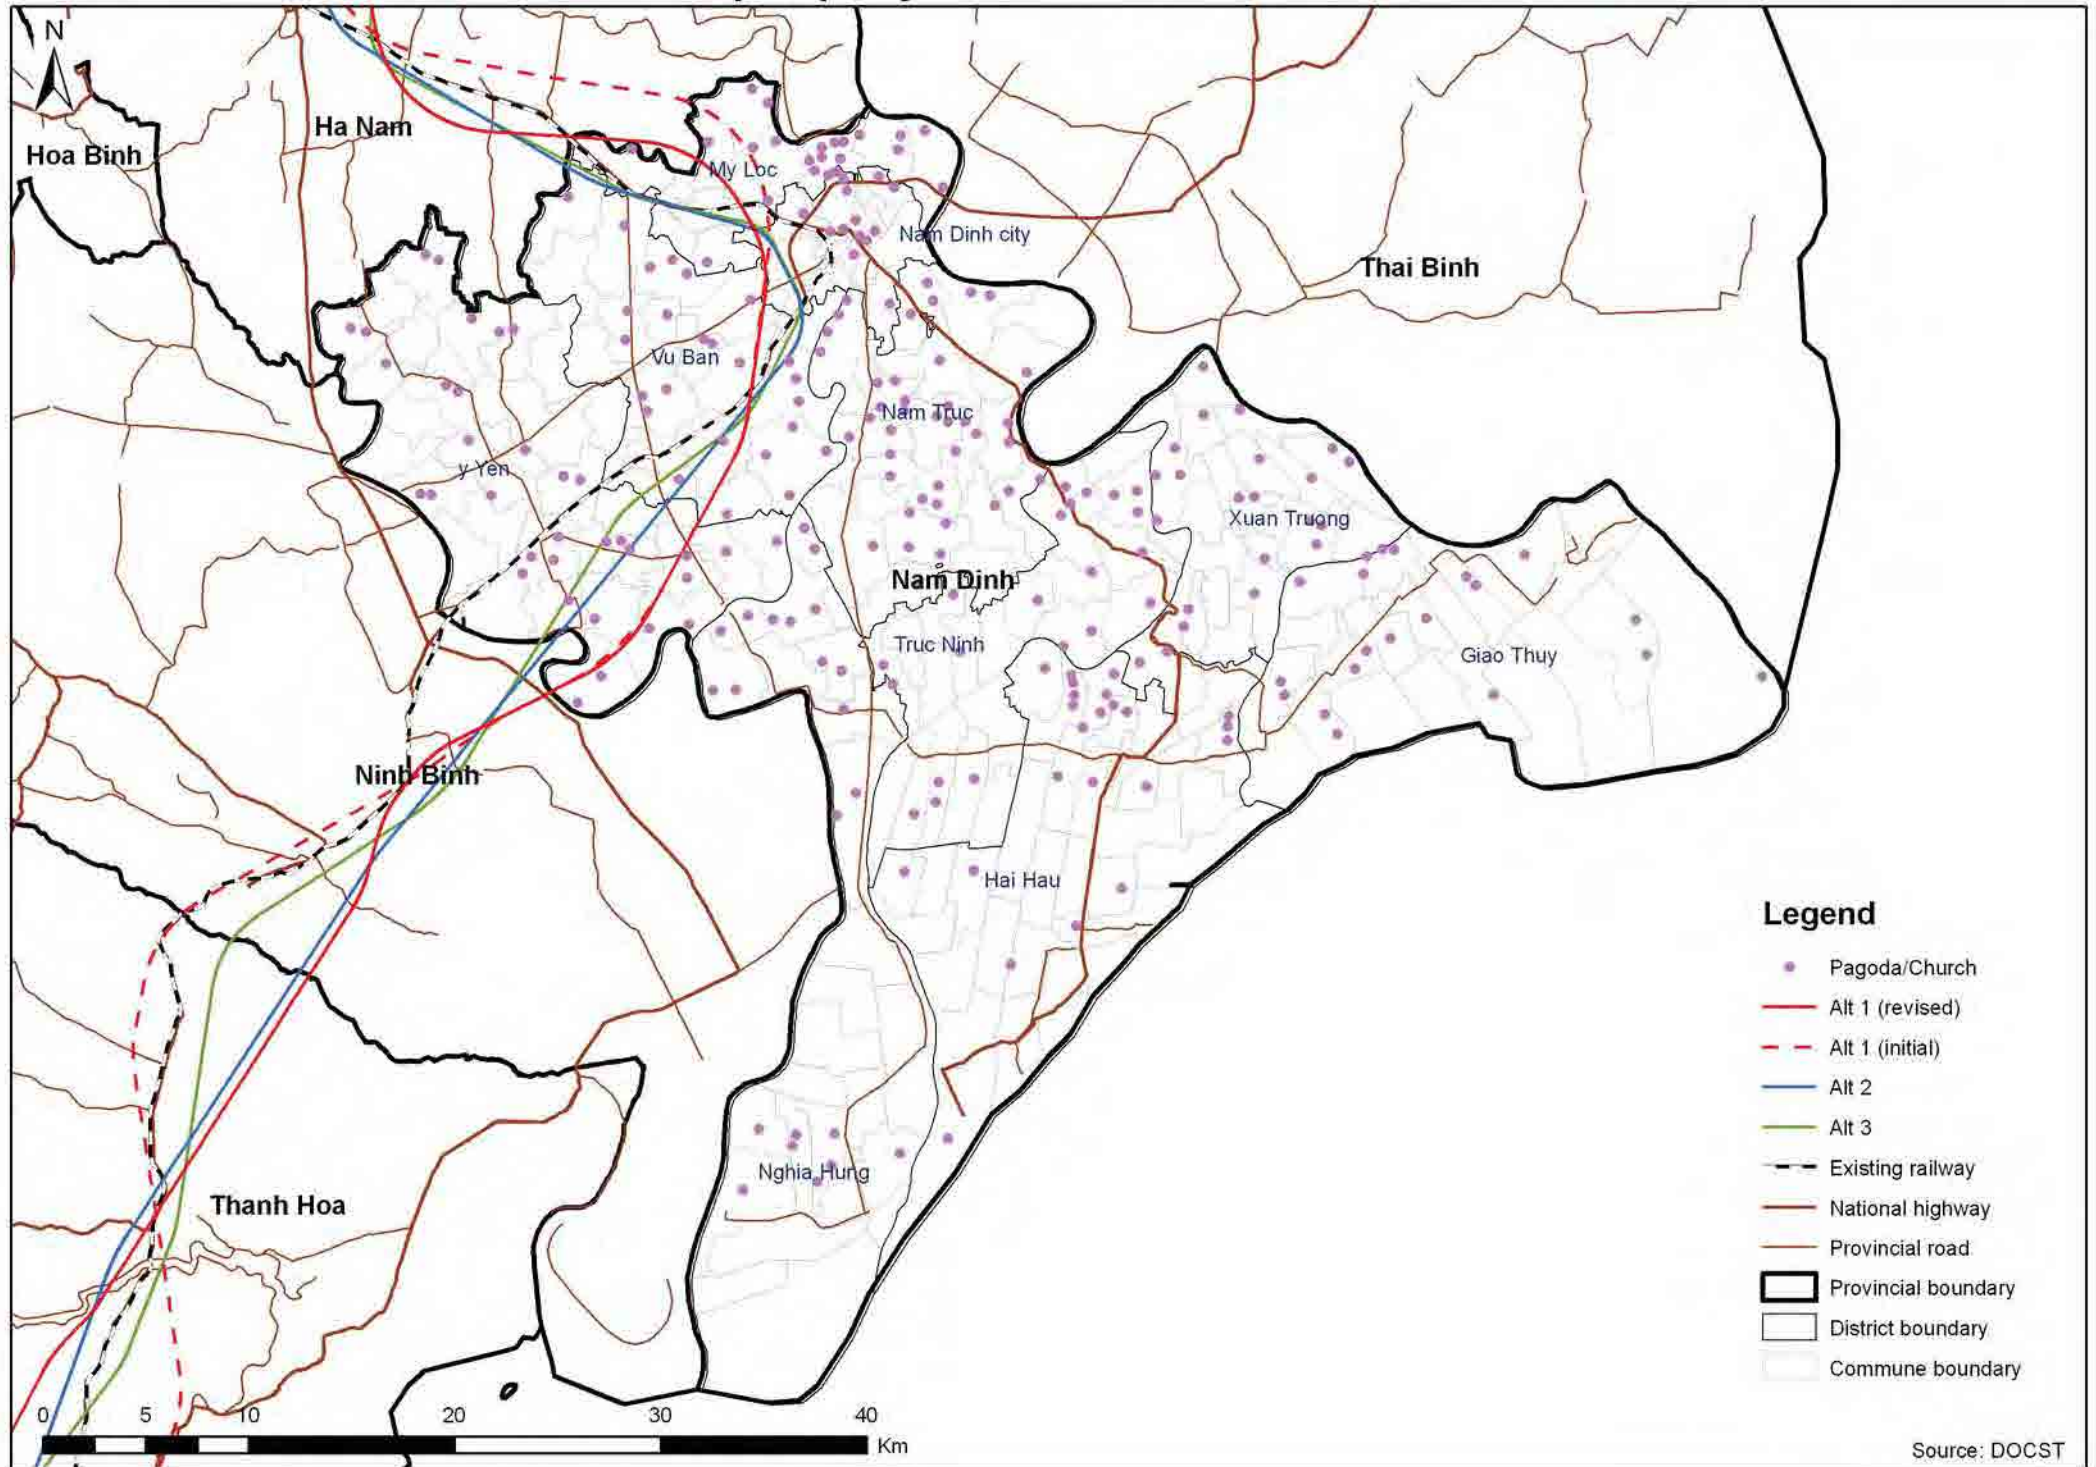 N
Ha Nam
Hoa Binh
My Loc
Nam Dinh city
Thai Binh
Vu Ban
Nam Truc
y Yen
Xuan Truong
Nam Dinh
Truc Ninh
Giao Thuy
Ninh Binh
Hai Hau
Nghia Hung
Thanh Hoa
Legend
Pagoda/Church
Alt 1 (revised)
Alt 1 (initial)
Alt 2
Alt 3
Existing railway
National highway
Provincial road
Provincial boundary
District boundary
Commune boundary
0 5 10 20 30 40
Km
Source: DOCST